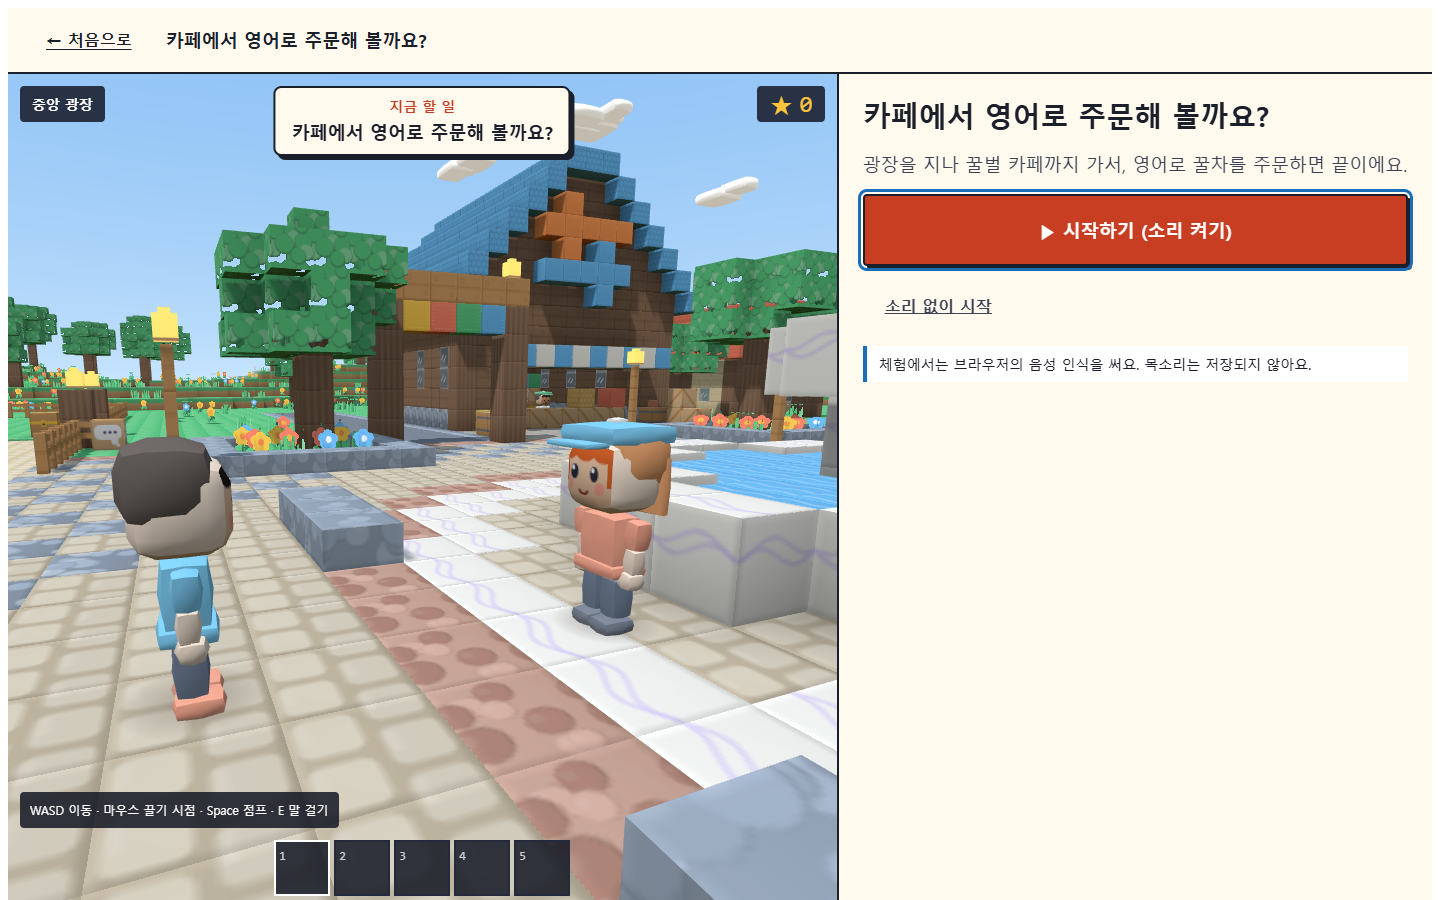 ← 처음으로
카페에서 영어로 주문해 볼까요?
중앙 광장
지금 할 일
카페에서 영어로 주문해 볼까요?
★ 0
WASD 이동 · 마우스 끌기 시점 · Space 점프 · E 말 걸기
1
2
3
4
5
카페에서 영어로 주문해 볼까요?
광장을 지나 꿀벌 카페까지 가서, 영어로 꿀차를 주문하면 끝이에요.
▶ 시작하기 (소리 켜기)
소리 없이 시작
체험에서는 브라우저의 음성 인식을 써요. 목소리는 저장되지 않아요.